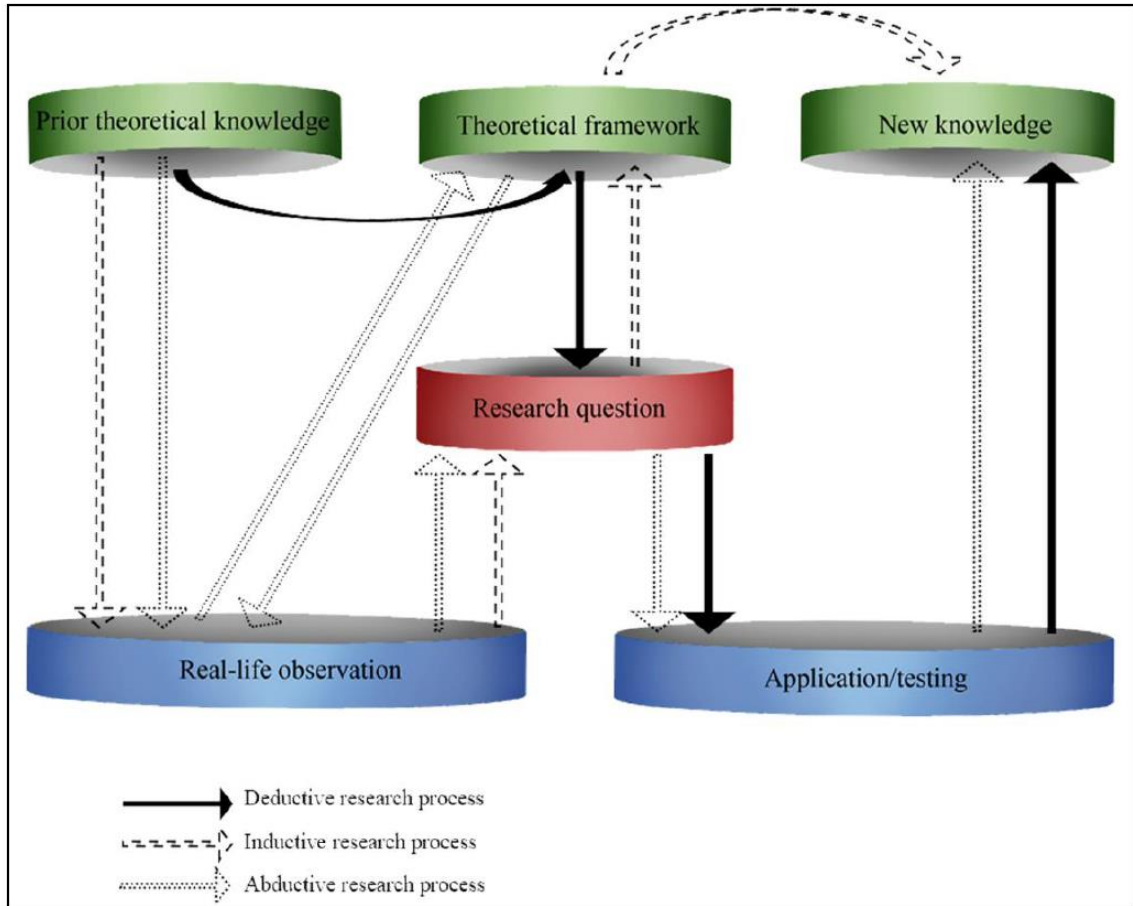 Prior theoretical knowledge
Theoretical framework
New knowledge
Research question
Real-life observation
Application/testing
Deductive research process
Inductive research process
Abductive research process